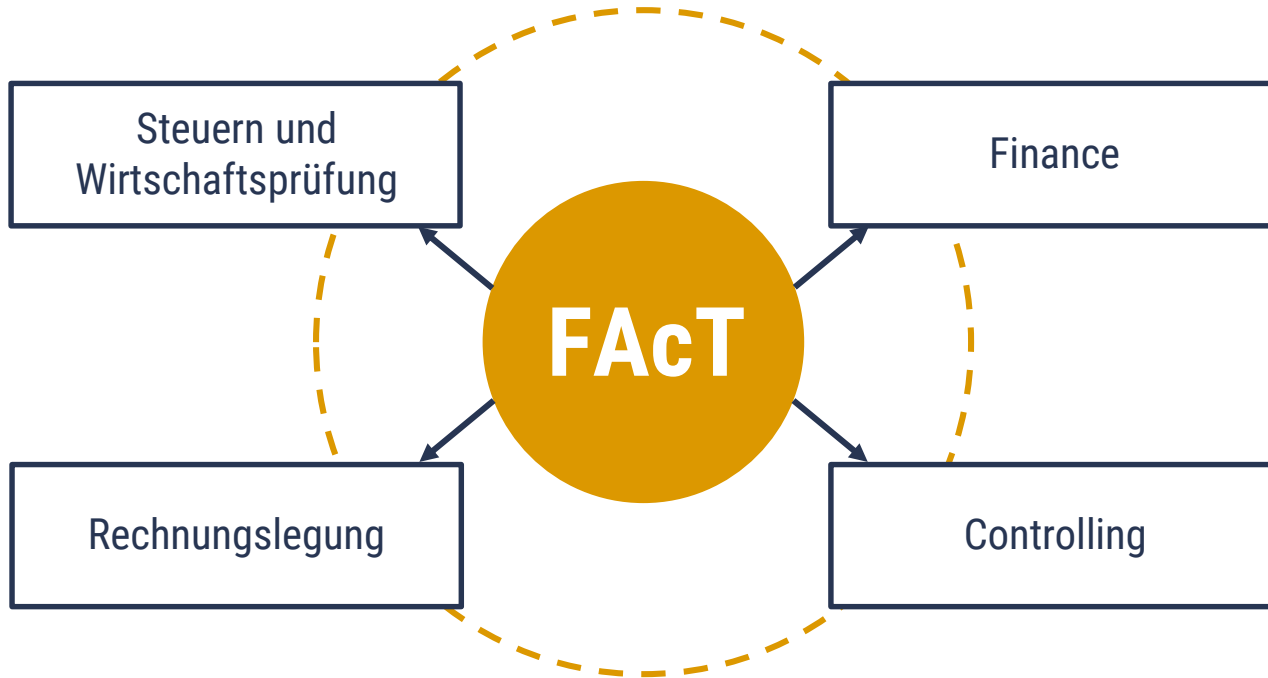 Steuern und
Wirtschaftsprüfung
Finance
FAcT
Rechnungslegung
Controlling